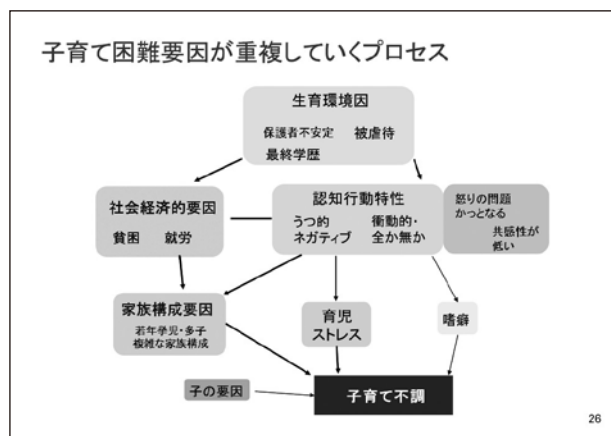 子育て困難要因が重複していくプロセス
生育環境因
保護者不安定 被虐待
最終学歴
社会経済的要因
貧困 就労
認知行動特性
うつ的 衝動的・
ネガティブ 全か無か
怒りの問題
かっとなる
共感性が
低い
家族構成要因
若年挙児・多子
複雑な家族構成
育児
ストレス
嗜癖
子の要因
子育て不調
26